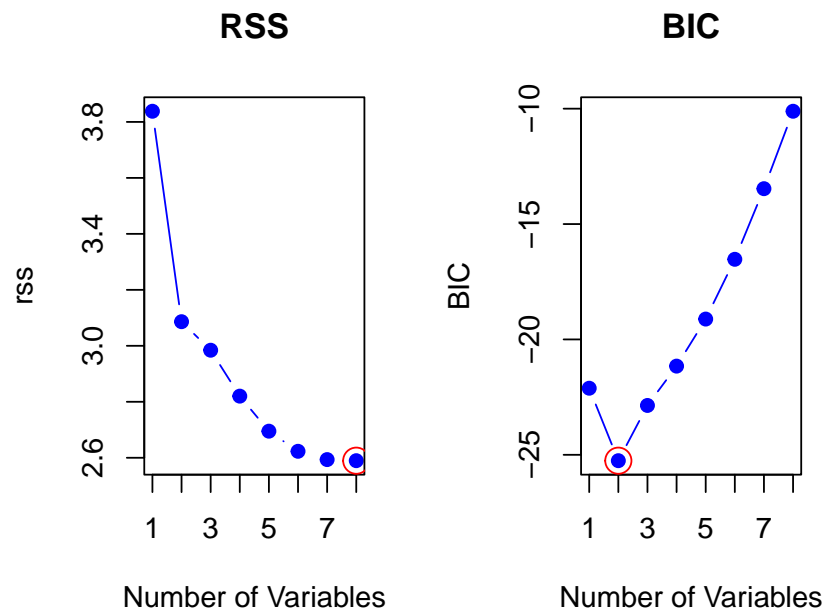 RSS
3.8
3.4
3.0
2.6
rss
1 3 5 7
Number of Variables
BIC
−10
−15
−20
−25
BIC
1 3 5 7
Number of Variables